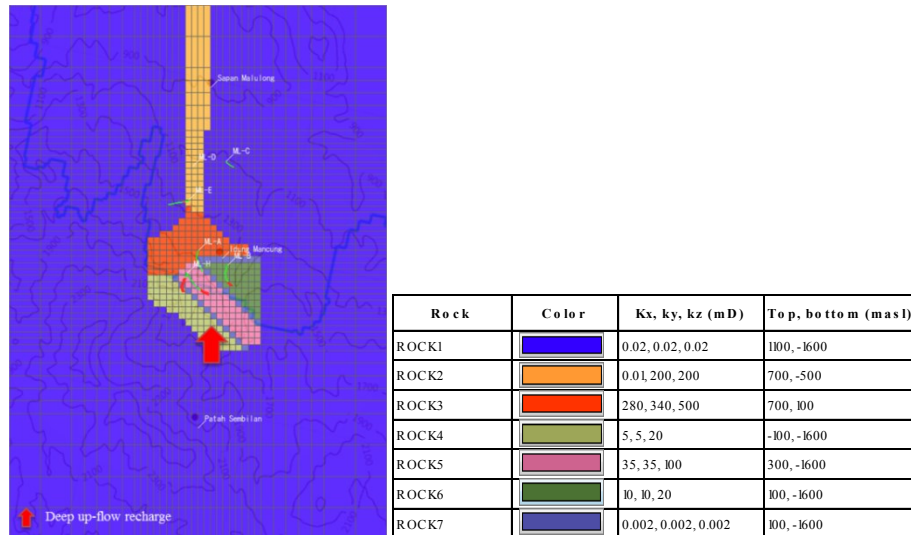 Sapan Malulong
ML-C
ML-D
ML-E
ML-A
Igung Mancung
ML-B
ML-H
Patah Sembilan
Deep up-flow recharge
Rock Color Kx, ky, kz (mD) Top, bottom (masl)
ROCK1 0.02, 0.02, 0.02 1100, -1600
ROCK2 0.01, 200, 200 700, -500
ROCK3 280, 340, 500 700, 100
ROCK4 5, 5, 20 -100, -1600
ROCK5 35, 35, 100 300, -1600
ROCK6 10, 10, 20 100, -1600
ROCK7 0.002, 0.002, 0.002 100, -1600